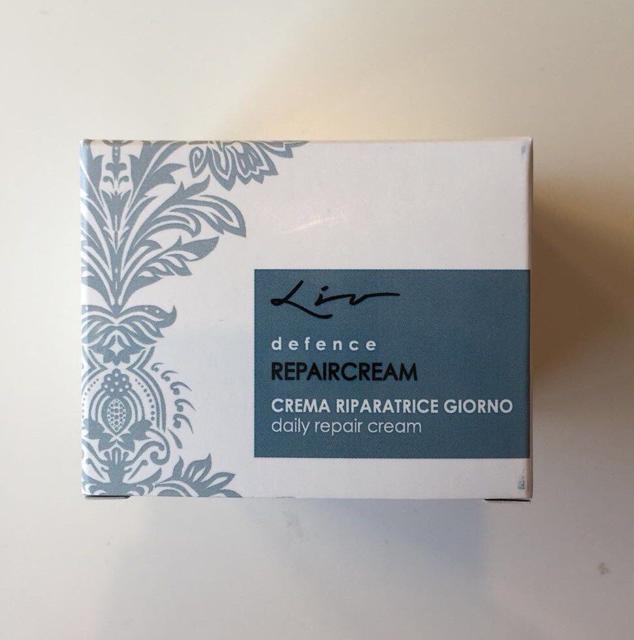 Liv
defence
REPAIRCREAM
CREMA RIPARATRICE GIORNO
daily repair cream